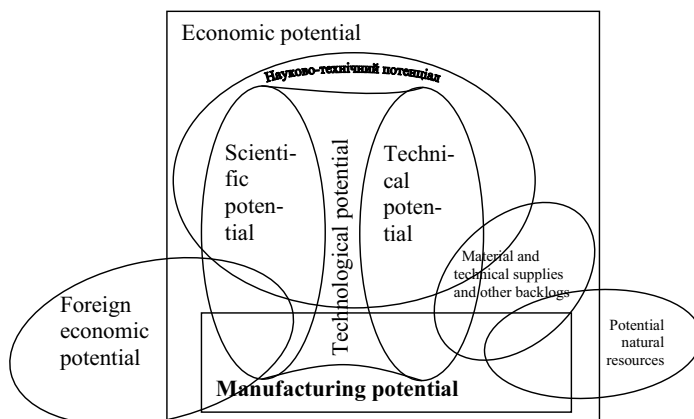 Economic potential
Науково-технічний потенціал
Scienti-
fic
poten-
tial
Technological potential
Techni-
cal
poten-
tial
Material and
technical supplies
and other backlogs
Foreign
economic
potential
Potential
natural
resources
Manufacturing potential